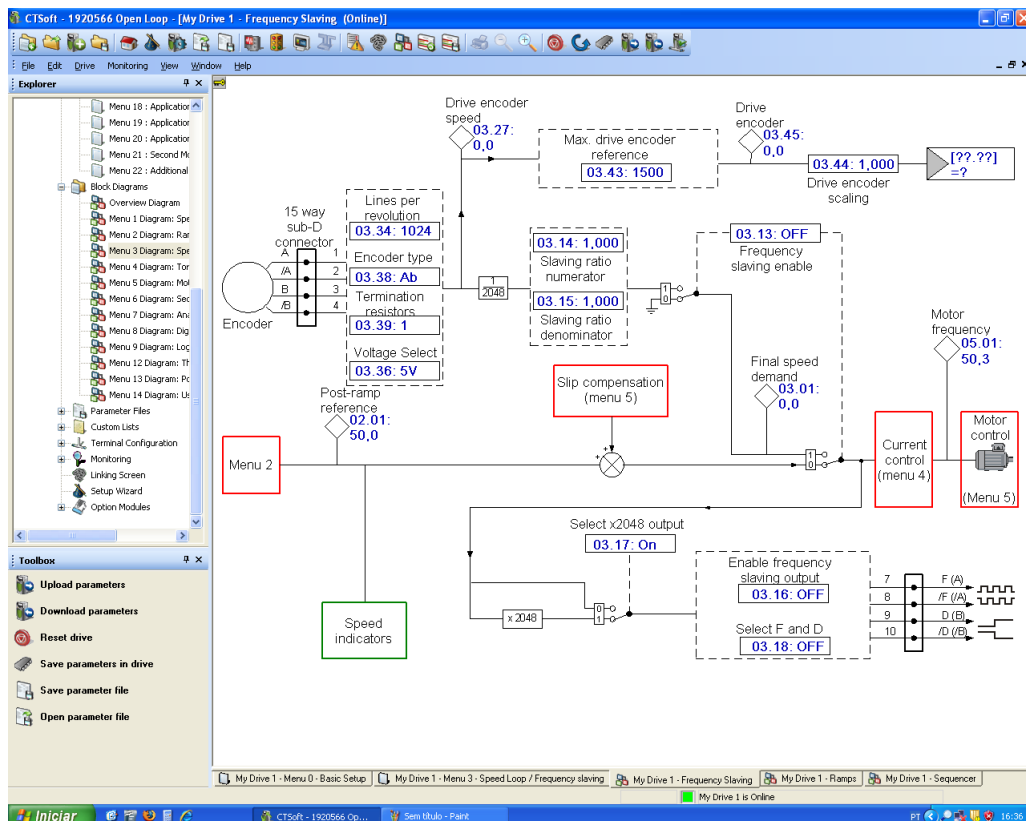 CTSoft - 1920566 Open Loop - [My Drive 1 - Frequency Slaving (Online)]
File Edit Drive Monitoring View Window Help
Explorer
Menu 18 : Application
Menu 19 : Application
Menu 20 : Application
Menu 21 : Second Mo
Menu 22 : Additional
Block Diagrams
Overview Diagram
Menu 1 Diagram: Spe
Menu 2 Diagram: Ran
Menu 3 Diagram: Spe
Menu 4 Diagram: Tor
Menu 5 Diagram: Mot
Menu 6 Diagram: Sec
Menu 7 Diagram: Ana
Menu 8 Diagram: Dig
Menu 9 Diagram: Log
Menu 12 Diagram: Th
Menu 13 Diagram: Po
Menu 14 Diagram: Us
Parameter Files
Custom Lists
Terminal Configuration
Monitoring
Linking Screen
Setup Wizard
Option Modules
Toolbox
Upload parameters
Download parameters
Reset drive
Save parameters in drive
Save parameter file
Open parameter file
Drive encoder
speed
03.27:
0,0
Max. drive encoder
reference
03.43: 1500
Drive
encoder
03.45:
0,0
03.44: 1,000
Drive encoder
scaling
[??.??]
=?
15 way
sub-D
connector
A 1
/A 2
B 3
/B 4
Encoder
Lines per
revolution
03.34: 1024
Encoder type
03.38: Ab
Termination
resistors
03.39: 1
Voltage Select
03.36: 5V
1
2048
03.14: 1,000
Slaving ratio
numerator
03.15: 1,000
Slaving ratio
denominator
1
0
03.13: OFF
Frequency
slaving enable
Motor
frequency
05.01:
50,3
Final speed
demand
03.01:
0,0
Slip compensation
(menu 5)
Post-ramp
reference
02.01:
50,0
Menu 2
+
+
1
0
Current
control
(menu 4)
Motor
control
(Menu 5)
Speed
indicators
Select x2048 output
03.17: On
x 2048
0
1
Enable frequency
slaving output
03.16: OFF
Select F and D
03.18: OFF
7 F (A)
8 /F (/A)
9 D (B)
10 /D (/B)
My Drive 1 - Menu 0 - Basic Setup
My Drive 1 - Menu 3 - Speed Loop / Frequency slaving
My Drive 1 - Frequency Slaving
My Drive 1 - Ramps
My Drive 1 - Sequencer
My Drive 1 is Online
Iniciar
CTSoft - 1920566 Op...
Sem título - Paint
PT
16:36